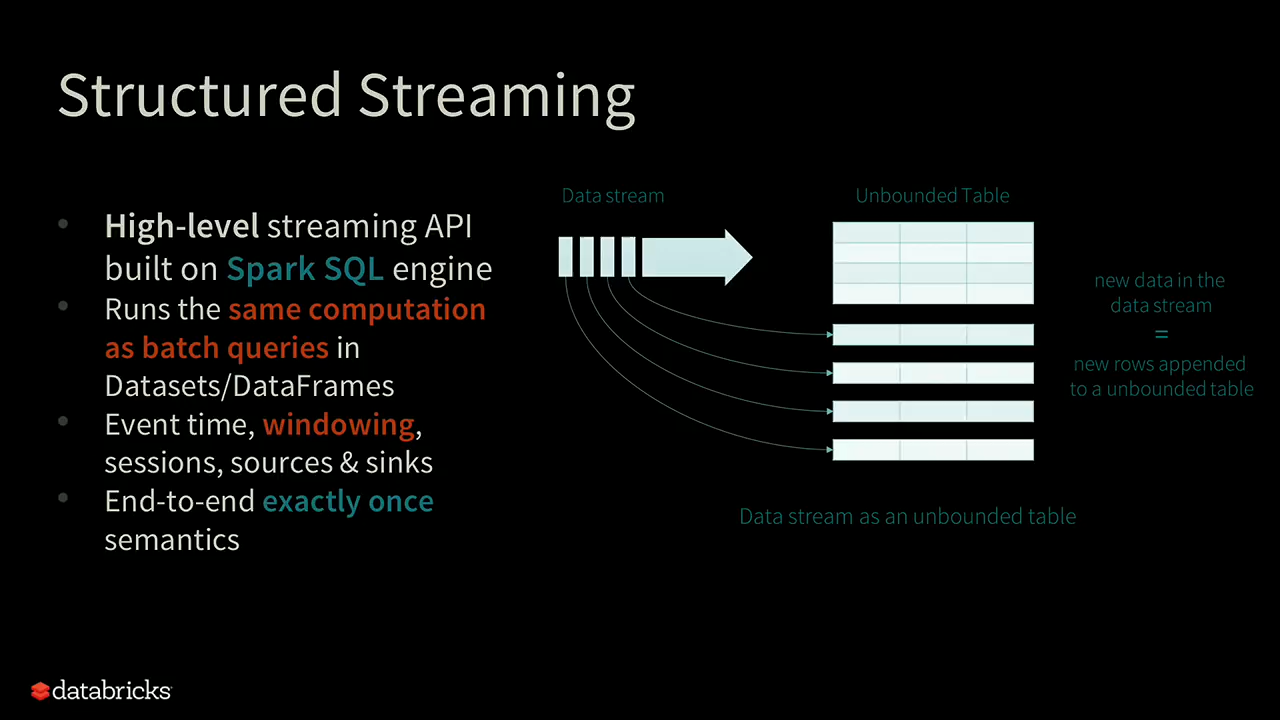 Structured Streaming
• High-level streaming API
built on Spark SQL engine
• Runs the same computation
as batch queries in
Datasets/DataFrames
• Event time, windowing,
sessions, sources & sinks
• End-to-end exactly once
semantics
Data stream
Unbounded Table
new data in the
data stream
=
new rows appended
to a unbounded table
Data stream as an unbounded table
databricks